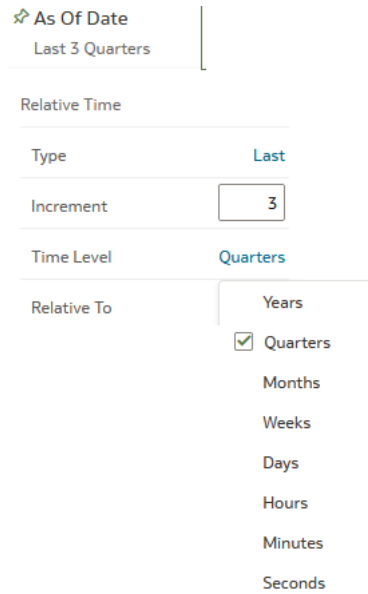 As Of Date
Last 3 Quarters
Relative Time
Type Last
Increment 3
Time Level Quarters
Relative To
Years
Quarters
Months
Weeks
Days
Hours
Minutes
Seconds